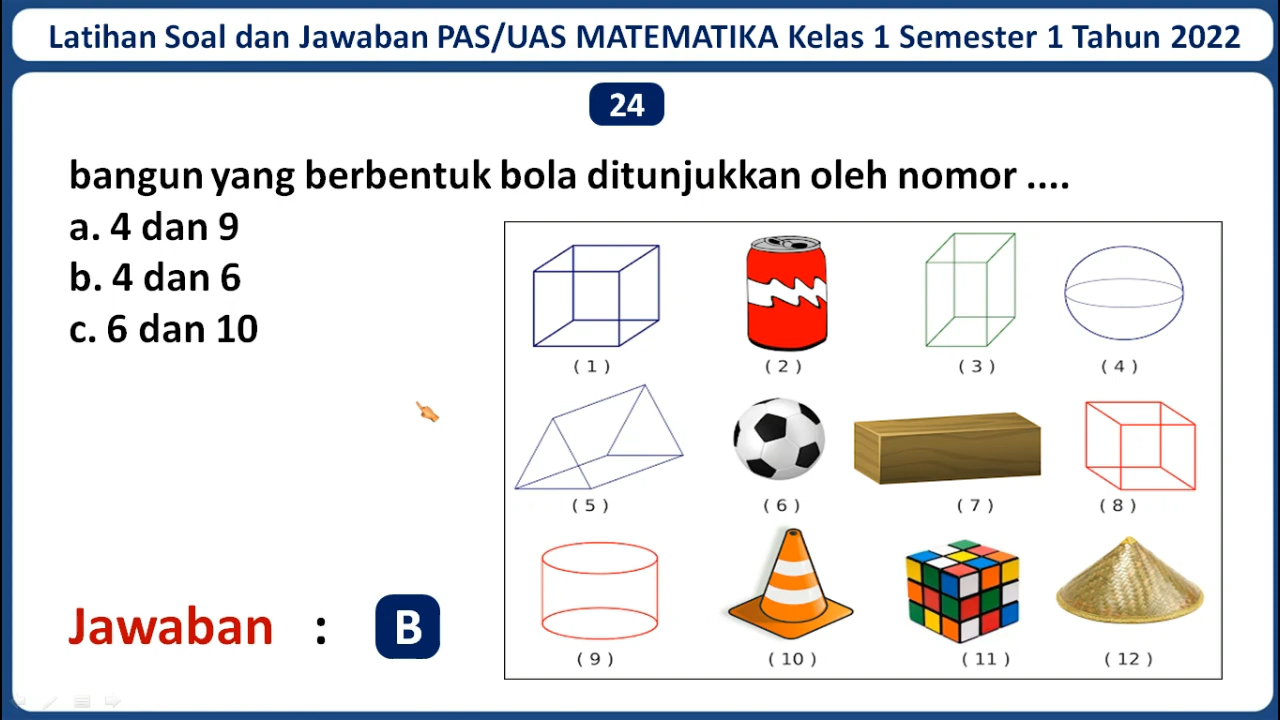 Latihan Soal dan Jawaban PAS/UAS MATEMATIKA Kelas 1 Semester 1 Tahun 2022
24
bangun yang berbentuk bola ditunjukkan oleh nomor ....
a. 4 dan 9
b. 4 dan 6
c. 6 dan 10
( 1 ) ( 2 ) ( 3 ) ( 4 )
( 5 ) ( 6 ) ( 7 ) ( 8 )
( 9 ) ( 10 ) ( 11 ) ( 12 )
Jawaban : B